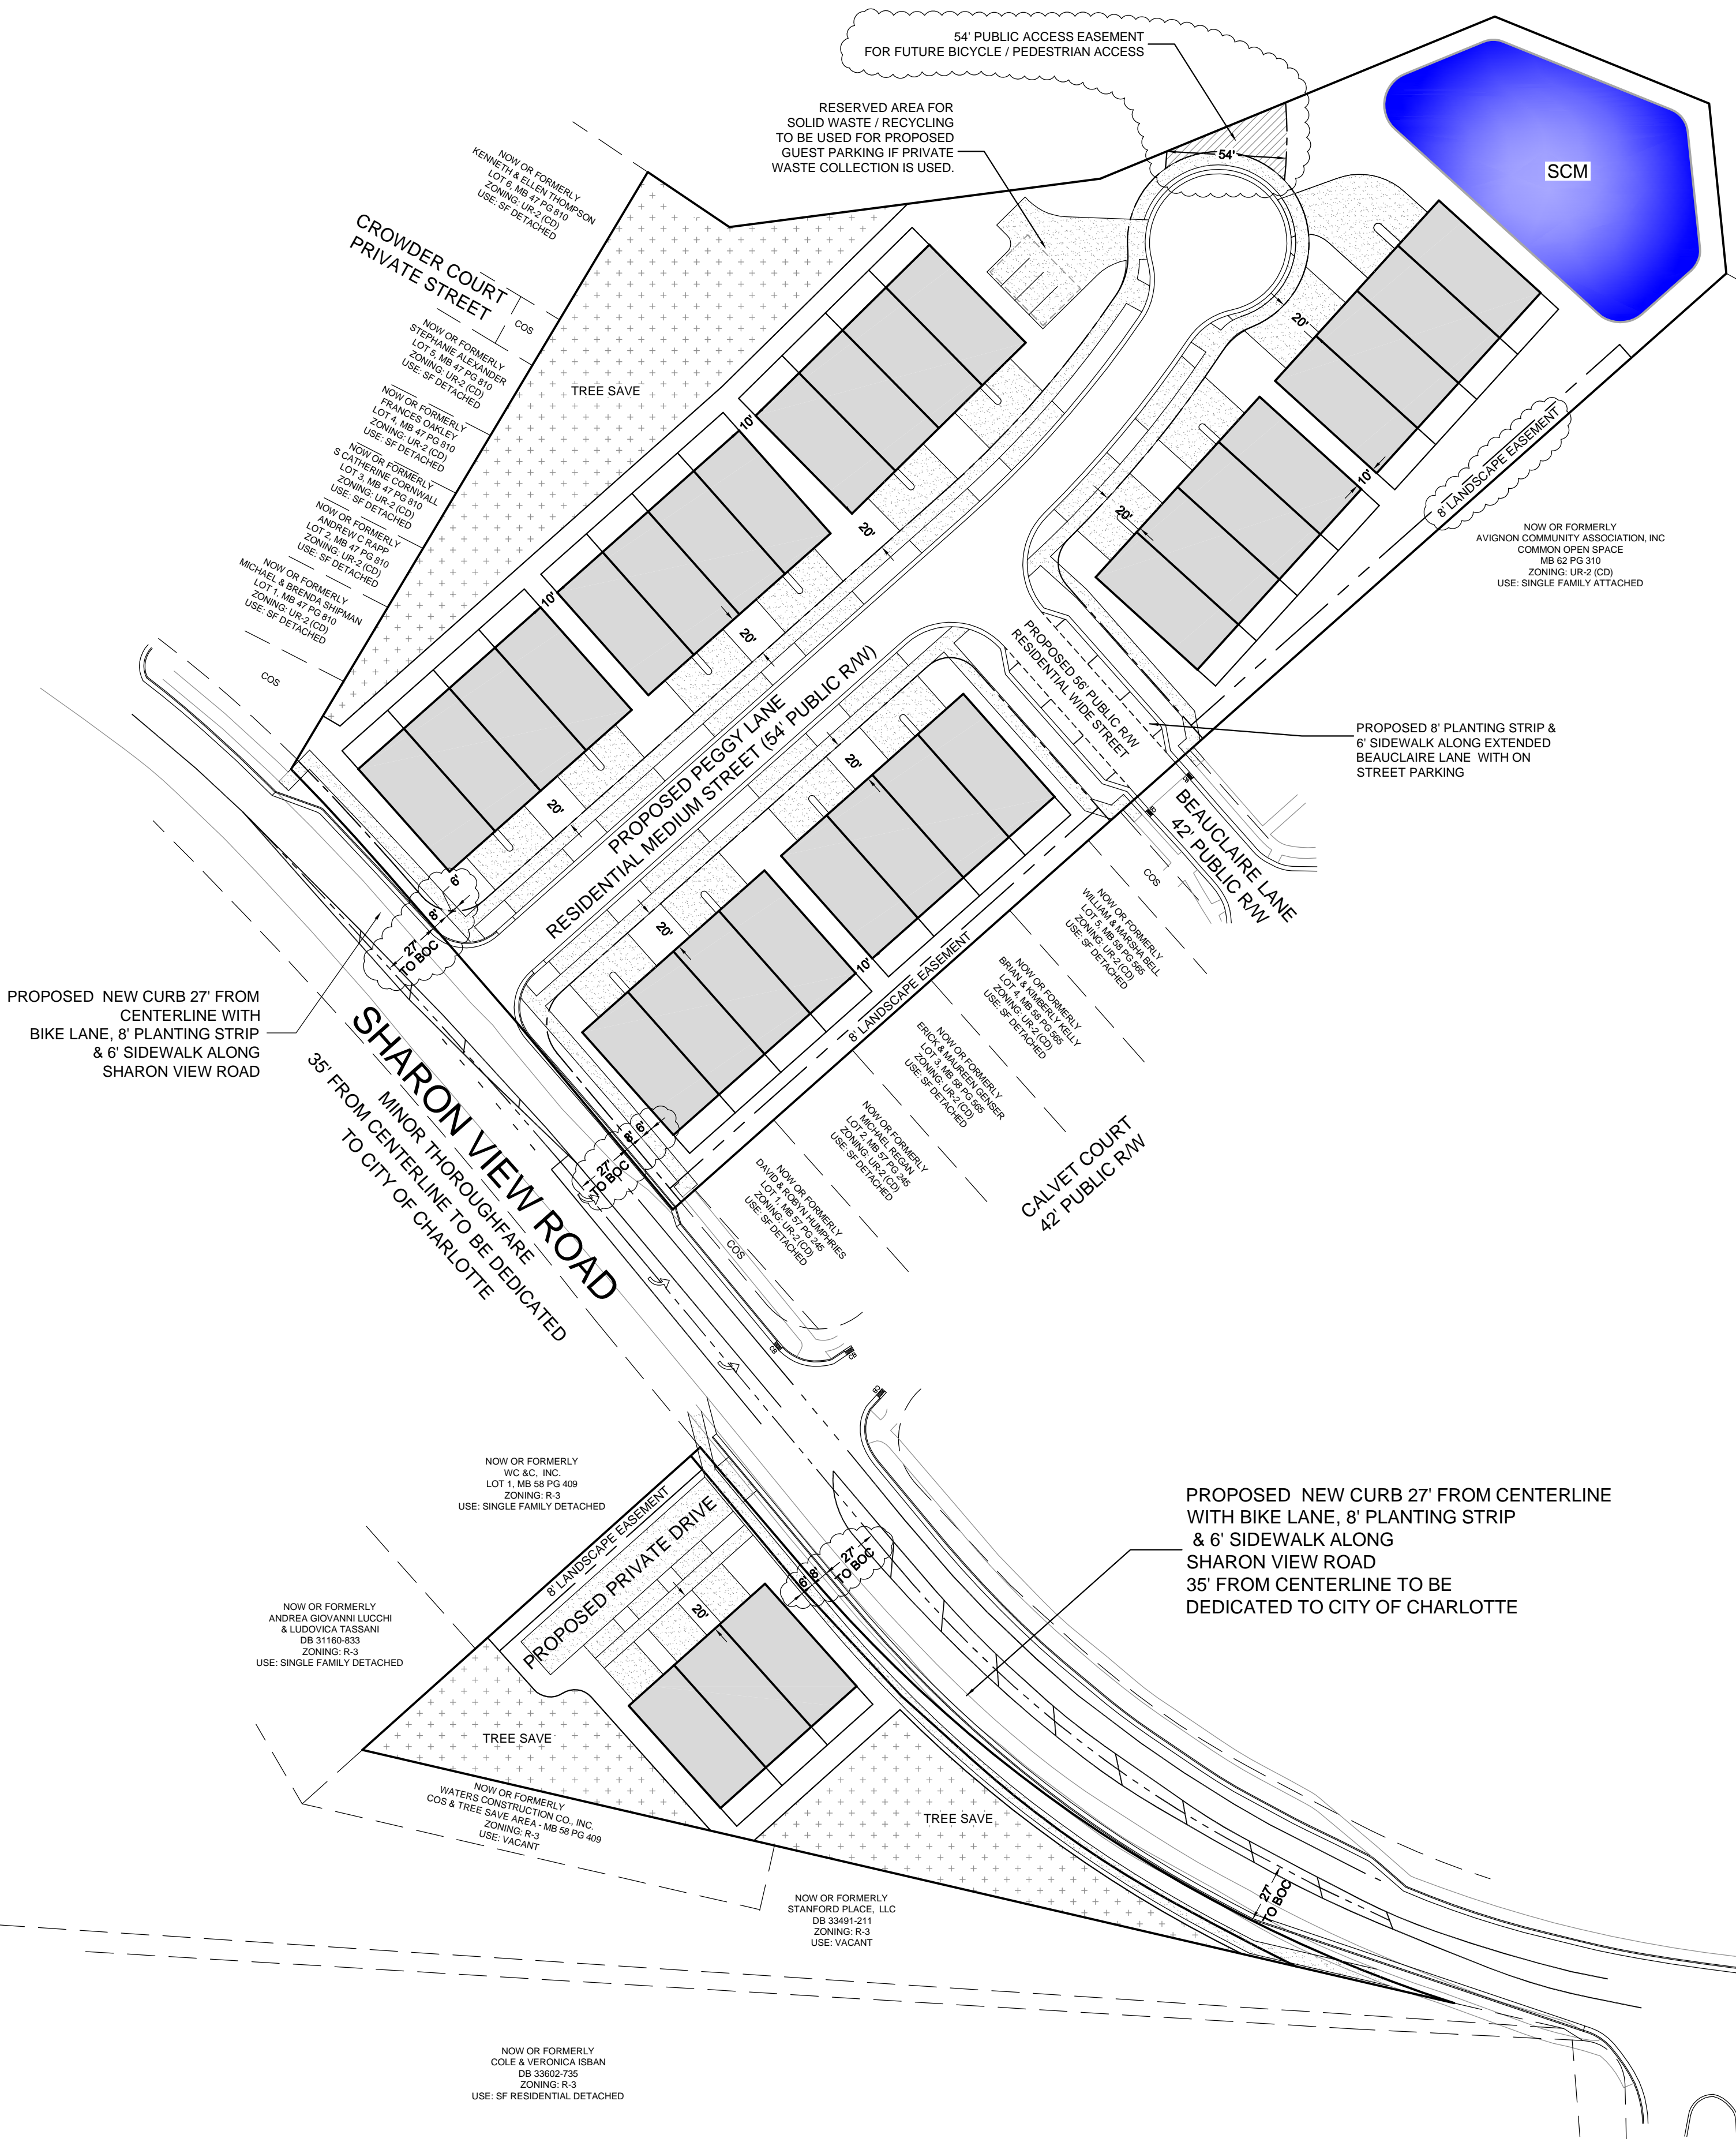 54' PUBLIC ACCESS EASEMENT
FOR FUTURE BICYCLE / PEDESTRIAN ACCESS
RESERVED AREA FOR
SOLID WASTE / RECYCLING
TO BE USED FOR PROPOSED
GUEST PARKING IF PRIVATE
WASTE COLLECTION IS USED.
54'
SCM
NOW OR FORMERLY
KENNETH & ELLEN THOMPSON
LOT 6, MB 47 PG 810
ZONING: UR-2 (CD)
USE: SF DETACHED
CROWDER COURT
PRIVATE STREET
COS
NOW OR FORMERLY
STEPHANIE ALEXANDER
LOT 5, MB 47 PG 810
ZONING: UR-2 (CD)
USE: SF DETACHED
NOW OR FORMERLY
FRANCES OAKLEY
LOT 4, MB 47 PG 810
ZONING: UR-2 (CD)
USE: SF DETACHED
NOW OR FORMERLY
S CATHERINE CORNWALL
LOT 3, MB 47 PG 810
ZONING: UR-2 (CD)
USE: SF DETACHED
NOW OR FORMERLY
ANDREW C RAPP
LOT 2, MB 47 PG 810
ZONING: UR-2 (CD)
USE: SF DETACHED
NOW OR FORMERLY
MICHAEL & BRENDA SHIPMAN
LOT 1, MB 47 PG 810
ZONING: UR-2 (CD)
USE: SF DETACHED
COS
TREE SAVE
10'
10'
20'
20'
20'
20'
20'
10'
8' LANDSCAPE EASEMENT
NOW OR FORMERLY
AVIGNON COMMUNITY ASSOCIATION, INC
COMMON OPEN SPACE
MB 62 PG 310
ZONING: UR-2 (CD)
USE: SINGLE FAMILY ATTACHED
PROPOSED PEGGY LANE
RESIDENTIAL MEDIUM STREET (54' PUBLIC R/W)
PROPOSED 56' PUBLIC R/W
RESIDENTIAL WIDE STREET
PROPOSED 8' PLANTING STRIP &
6' SIDEWALK ALONG EXTENDED
BEAUCLAIRE LANE WITH ON
STREET PARKING
BEAUCLAIRE LANE
42' PUBLIC R/W
COS
20'
20'
10'
8' LANDSCAPE EASEMENT
6'
8'
27'
TO BOC
PROPOSED NEW CURB 27' FROM
CENTERLINE WITH
BIKE LANE, 8' PLANTING STRIP
& 6' SIDEWALK ALONG
SHARON VIEW ROAD
NOW OR FORMERLY
WILLIAM & MARSHA BELL
LOT 5, MB 58 PG 565
ZONING: UR-2 (CD)
USE: SF DETACHED
NOW OR FORMERLY
BRIAN & KIMBERLY KELLY
LOT 4, MB 58 PG 565
ZONING: UR-2 (CD)
USE: SF DETACHED
NOW OR FORMERLY
ERICK & MAUREEN GENSER
LOT 3, MB 58 PG 565
ZONING: UR-2 (CD)
USE: SF DETACHED
NOW OR FORMERLY
MICHAEL REGAN
LOT 2, MB 57 PG 245
ZONING: UR-2 (CD)
USE: SF DETACHED
NOW OR FORMERLY
DAVID & ROBYN HUMPHRIES
LOT 1, MB 57 PG 245
ZONING: UR-2 (CD)
USE: SF DETACHED
CALVET COURT
42' PUBLIC R/W
6'
8'
27'
TO BOC
COS
SHARON VIEW ROAD
MINOR THOROUGHFARE
35' FROM CENTERLINE TO BE DEDICATED
TO CITY OF CHARLOTTE
NOW OR FORMERLY
WC &C, INC.
LOT 1, MB 58 PG 409
ZONING: R-3
USE: SINGLE FAMILY DETACHED
8' LANDSCAPE EASEMENT
PROPOSED PRIVATE DRIVE
20'
6'
8'
27'
TO BOC
PROPOSED NEW CURB 27' FROM CENTERLINE
WITH BIKE LANE, 8' PLANTING STRIP
& 6' SIDEWALK ALONG
SHARON VIEW ROAD
35' FROM CENTERLINE TO BE
DEDICATED TO CITY OF CHARLOTTE
NOW OR FORMERLY
ANDREA GIOVANNI LUCCHI
& LUDOVICA TASSANI
DB 31160-833
ZONING: R-3
USE: SINGLE FAMILY DETACHED
TREE SAVE
NOW OR FORMERLY
WATERS CONSTRUCTION CO., INC.
COS & TREE SAVE AREA - MB 58 PG 409
ZONING: R-3
USE: VACANT
TREE SAVE
27'
TO BOC
NOW OR FORMERLY
STANFORD PLACE, LLC
DB 33491-211
ZONING: R-3
USE: VACANT
NOW OR FORMERLY
COLE & VERONICA ISBAN
DB 33602-735
ZONING: R-3
USE: SF RESIDENTIAL DETACHED